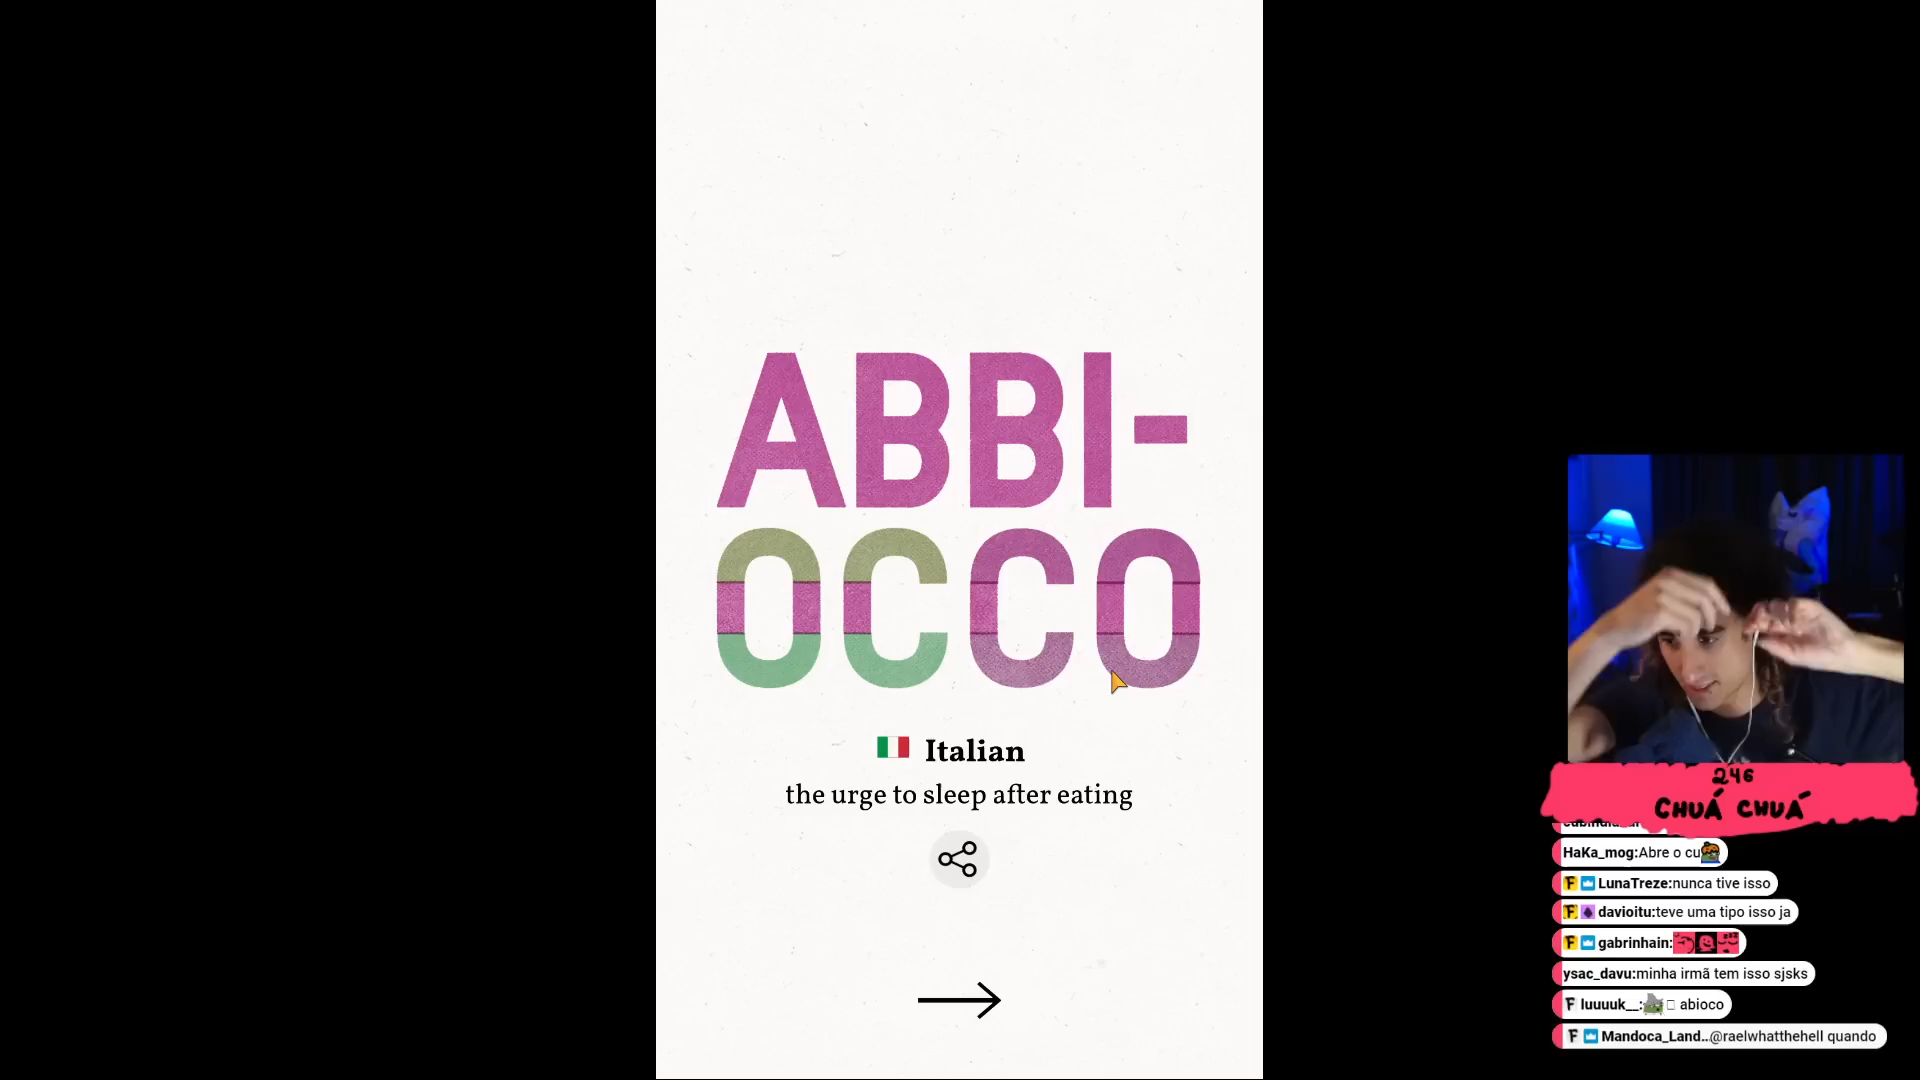 ABBI-
OCCO
Italian
the urge to sleep after eating
246
CHUÁ CHUÁ
HaKa_mog:Abre o cu
LunaTreze:nunca tive isso
davioitu:teve uma tipo isso ja
gabrinhain:
ysac_davu:minha irmã tem isso sjsks
luuuuk__: abioco
Mandoca_Land..@raelwhatthehell quando